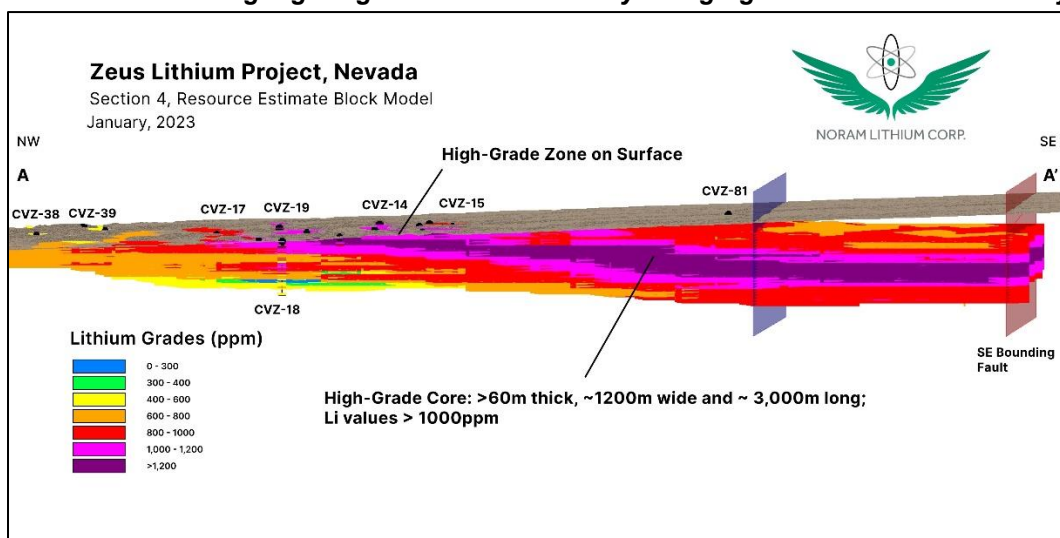 Zeus Lithium Project, Nevada
Section 4, Resource Estimate Block Model
January, 2023
NORAM LITHIUM CORP.
NW
SE
A
A'
High-Grade Zone on Surface
CVZ-38
CVZ-39
CVZ-17
CVZ-19
CVZ-14
CVZ-15
CVZ-81
CVZ-18
Lithium Grades (ppm)
0 - 300
300 - 400
400 - 600
600 - 800
800 - 1000
1,000 - 1,200
>1,200
SE Bounding
Fault
High-Grade Core: >60m thick, ~1200m wide and ~ 3,000m long;
Li values > 1000ppm